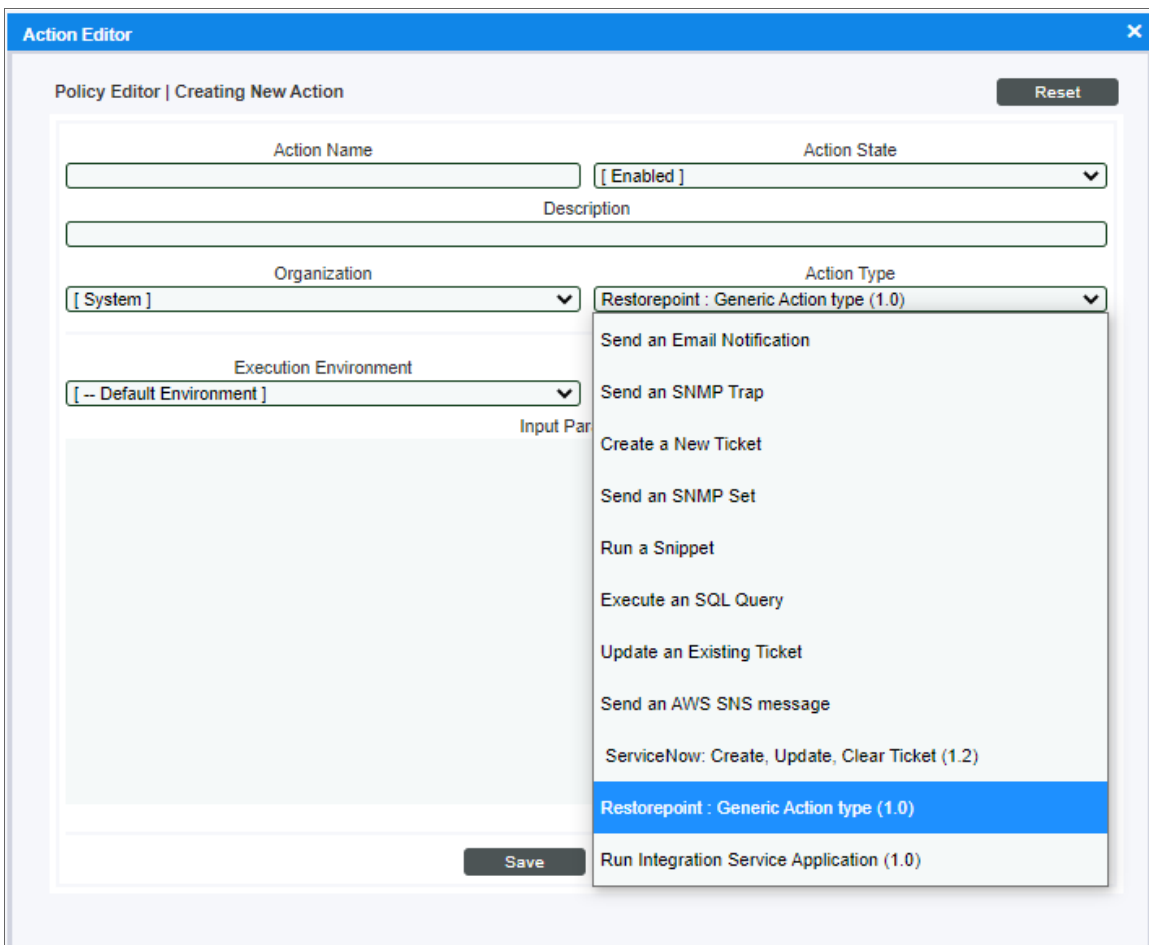 Action Editor ×
Policy Editor | Creating New Action Reset
Action Name Action State
[ Enabled ]
Description
Organization Action Type
[ System ] Restorepoint : Generic Action type (1.0)
Send an Email Notification
Execution Environment
[ -- Default Environment ] Send an SNMP Trap
Input Par
Create a New Ticket
Send an SNMP Set
Run a Snippet
Execute an SQL Query
Update an Existing Ticket
Send an AWS SNS message
ServiceNow: Create, Update, Clear Ticket (1.2)
Restorepoint : Generic Action type (1.0)
Save Run Integration Service Application (1.0)